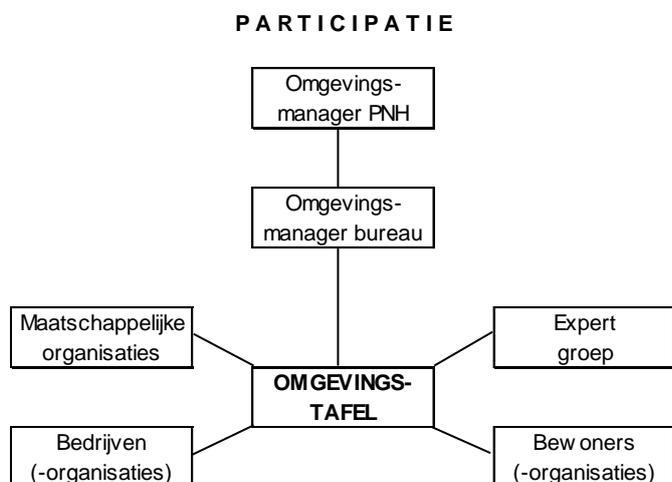 PARTICIPATIE
Omgevings-
manager PNH
Omgevings-
manager bureau
Maatschappelijke
organisaties
Expert
groep
OMGEVINGS-
TAFEL
Bedrijven
(-organisaties)
Bewoners
(-organisaties)